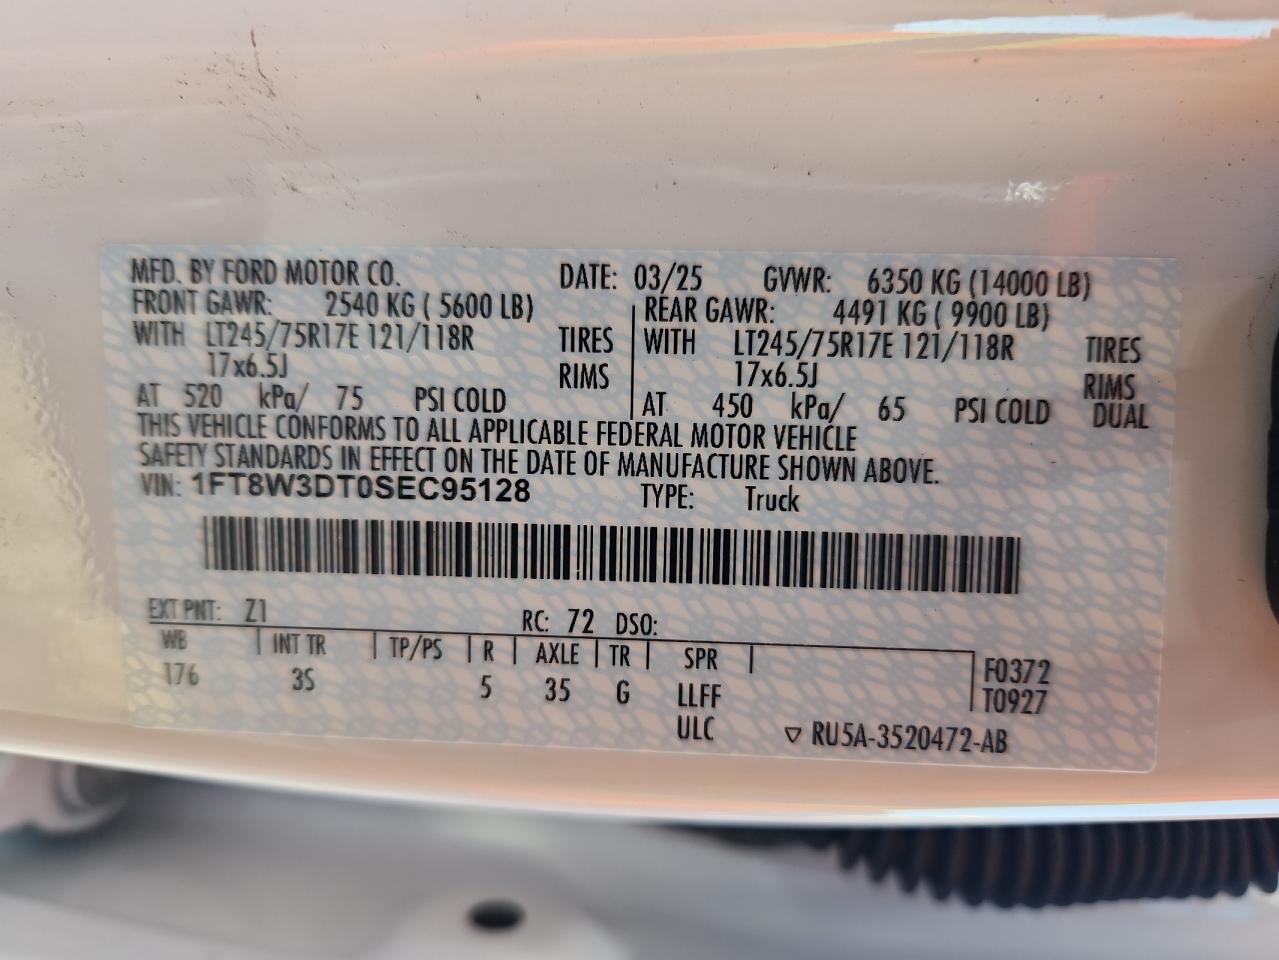 MFD. BY FORD MOTOR CO. DATE: 03/25 GVWR: 6350 KG (14000 LB)
FRONT GAWR: 2540 KG ( 5600 LB) REAR GAWR: 4491 KG ( 9900 LB)
WITH LT245/75R17E 121/118R TIRES WITH LT245/75R17E 121/118R TIRES
17x6.5J RIMS 17x6.5J RIMS
AT 520 kPa/ 75 PSI COLD AT 450 kPa/ 65 PSI COLD DUAL
THIS VEHICLE CONFORMS TO ALL APPLICABLE FEDERAL MOTOR VEHICLE
SAFETY STANDARDS IN EFFECT ON THE DATE OF MANUFACTURE SHOWN ABOVE.
VIN: 1FT8W3DT0SEC95128 TYPE: Truck
EXT PNT: Z1 RC: 72 DSO:
WB INT TR TP/PS R AXLE TR SPR F0372
176 3S 5 35 G LLFF T0927
ULC ▽ RU5A-3520472-AB